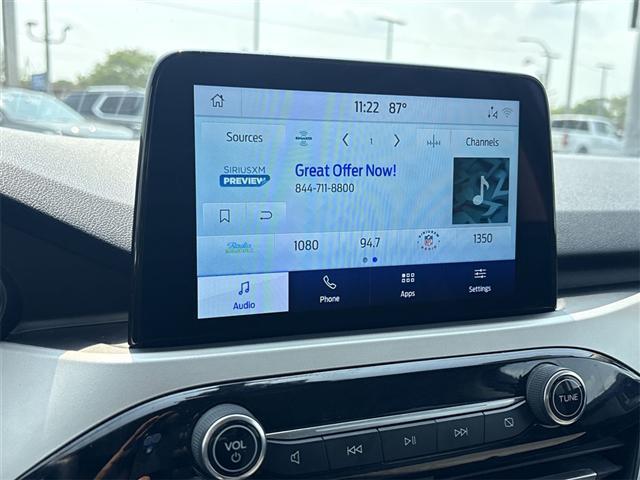 11:22 87°
Sources
1
Channels
SIRIUSXM
PREVIEW
Great Offer Now!
844-711-8800
1080
94.7
NFL
1350
Audio
Phone
Apps
Settings
VOL
TUNE